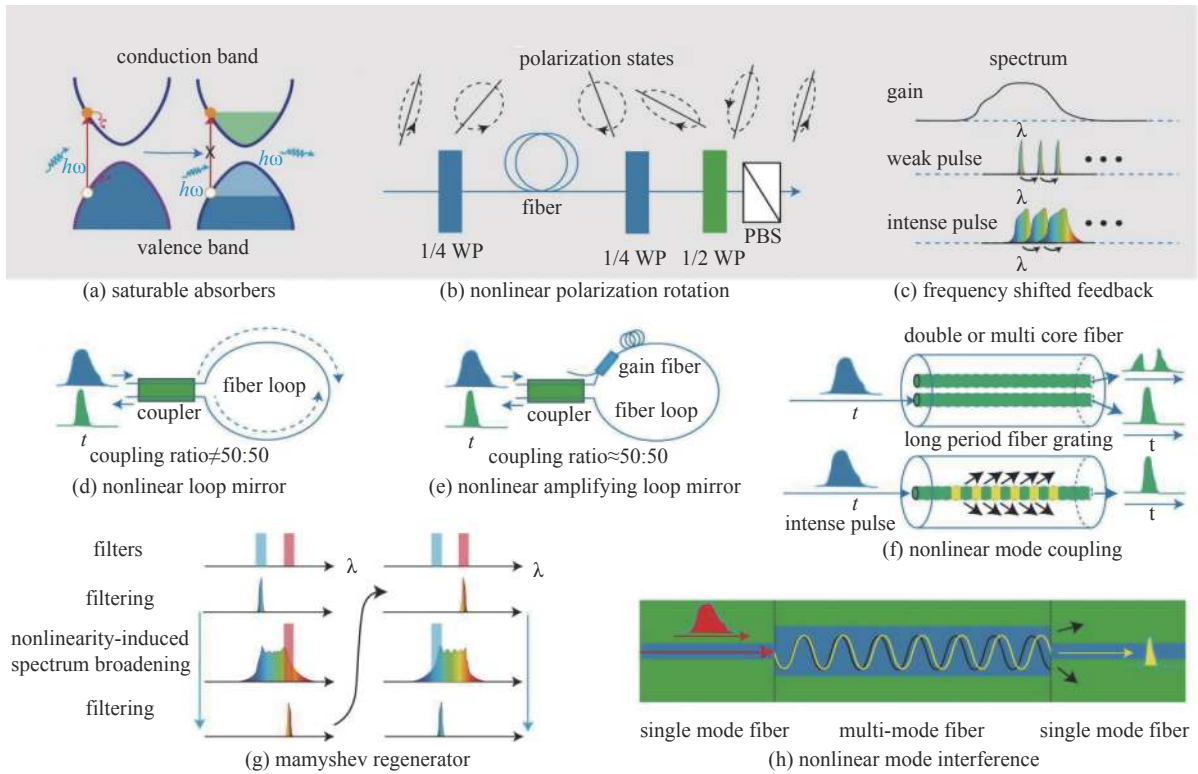 conduction band
hω
hω
hω
hω
valence band
(a) saturable absorbers
polarization states
fiber
PBS
1/4 WP
1/4 WP
1/2 WP
(b) nonlinear polarization rotation
spectrum
gain
λ
weak pulse
λ
intense pulse
λ
(c) frequency shifted feedback
fiber loop
coupler
t
coupling ratio≠50:50
(d) nonlinear loop mirror
gain fiber
coupler
fiber loop
t
coupling ratio≈50:50
(e) nonlinear amplifying loop mirror
double or multi core fiber
t
t
long period fiber grating
t
t
intense pulse
(f) nonlinear mode coupling
filters
λ
λ
filtering
nonlinearity-induced
spectrum broadening
filtering
(g) mamyshev regenerator
single mode fiber
multi-mode fiber
single mode fiber
(h) nonlinear mode interference